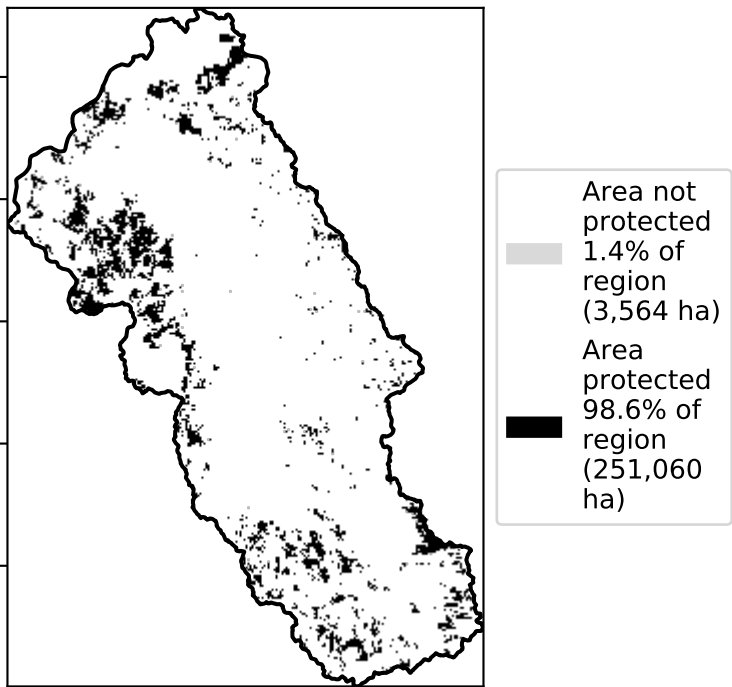 Area not
protected
1.4% of
region
(3,564 ha)
Area
protected
98.6% of
region
(251,060
ha)